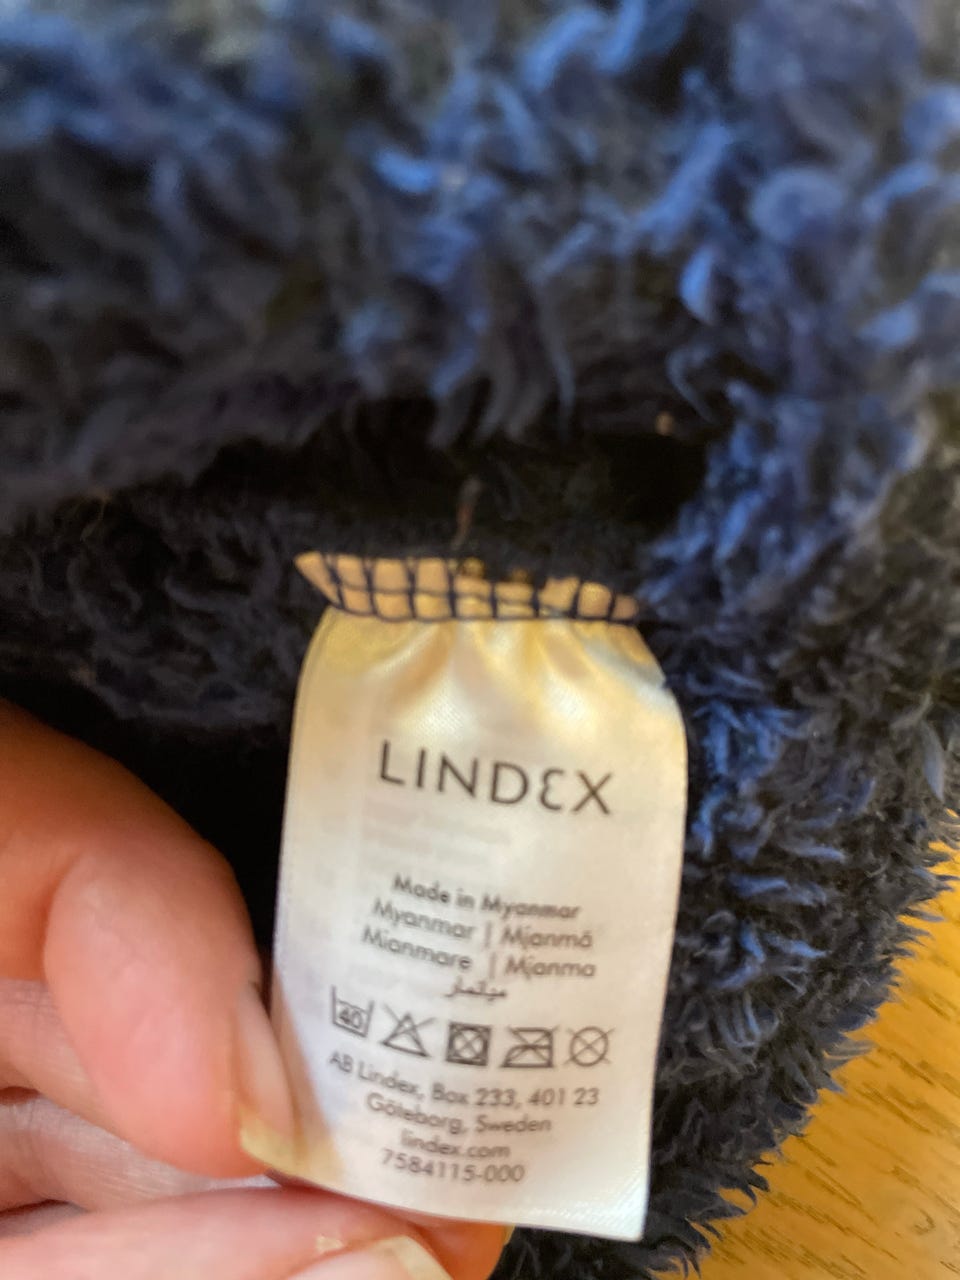 LINDEX
Made in Myanmar
Myanmar | Mjanmá
Mianmare | Mjanma
ميانمار
40
AB Lindex, Box 233, 401 23
Göteborg, Sweden
lindex.com
7584115-000